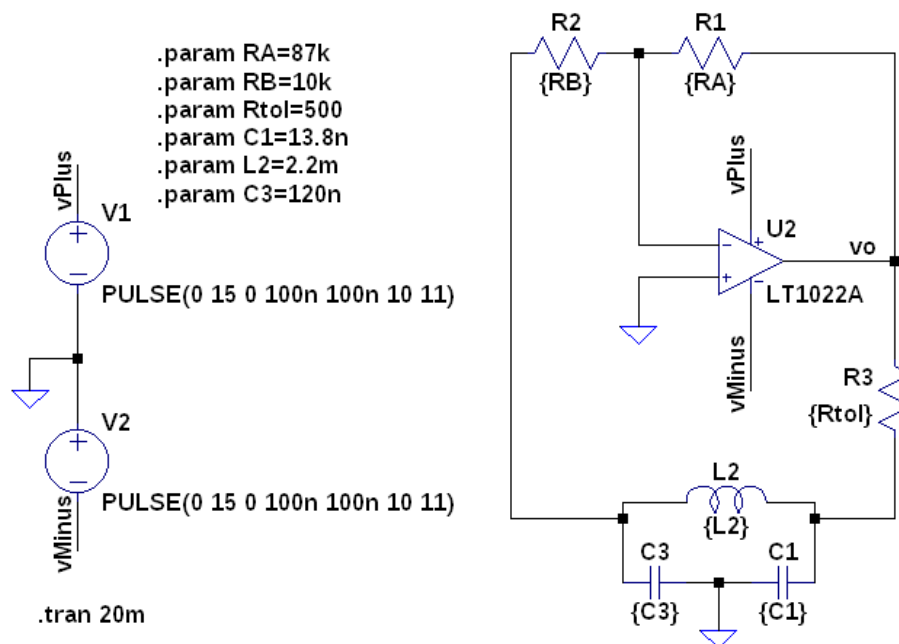 .param RA=87k
.param RB=10k
.param Rtol=500
.param C1=13.8n
.param L2=2.2m
.param C3=120n
vPlus
V1
PULSE(0 15 0 100n 100n 10 11)
V2
PULSE(0 15 0 100n 100n 10 11)
vMinus
.tran 20m
R2
{RB}
R1
{RA}
vPlus
U2
vo
LT1022A
vMinus
R3
{Rtol}
L2
{L2}
C3
{C3}
C1
{C1}